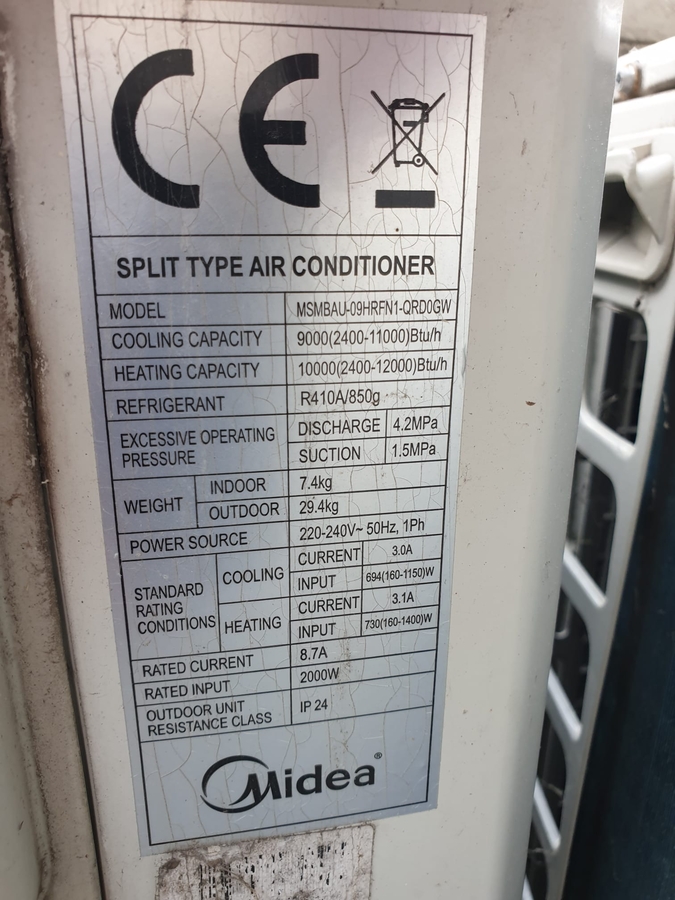 CE
SPLIT TYPE AIR CONDITIONER
MODEL MSMBAU-09HRFN1-QRD0GW
COOLING CAPACITY 9000(2400-11000)Btu/h
HEATING CAPACITY 10000(2400-12000)Btu/h
REFRIGERANT R410A/850g
EXCESSIVE OPERATING PRESSURE DISCHARGE 4.2MPa
SUCTION 1.5MPa
WEIGHT INDOOR 7.4kg
OUTDOOR 29.4kg
POWER SOURCE 220-240V~ 50Hz, 1Ph
STANDARD RATING CONDITIONS COOLING CURRENT 3.0A
INPUT 694(160-1150)W
HEATING CURRENT 3.1A
INPUT 730(160-1400)W
RATED CURRENT 8.7A
RATED INPUT 2000W
OUTDOOR UNIT RESISTANCE CLASS IP 24
Midea®